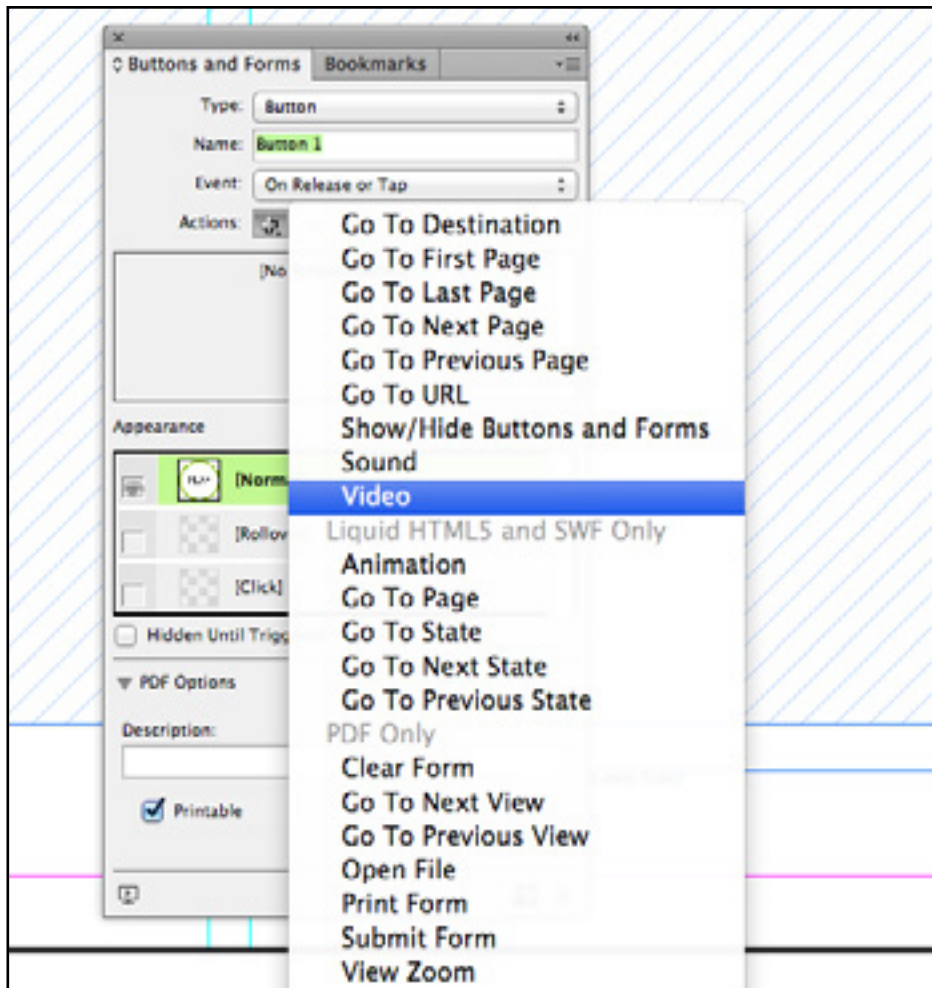 Buttons and Forms
Bookmarks
Type: Button
Name: Button 1
Event: On Release or Tap
Actions:
[No
Go To Destination
Go To First Page
Go To Last Page
Go To Next Page
Go To Previous Page
Go To URL
Show/Hide Buttons and Forms
Sound
Video
Liquid HTML5 and SWF Only
Animation
Go To Page
Go To State
Go To Next State
Go To Previous State
PDF Only
Clear Form
Go To Next View
Go To Previous View
Open File
Print Form
Submit Form
View Zoom
Appearance
PLAY
[Norm
[Rollov
[Click]
Hidden Until Trigg
PDF Options
Description:
Printable